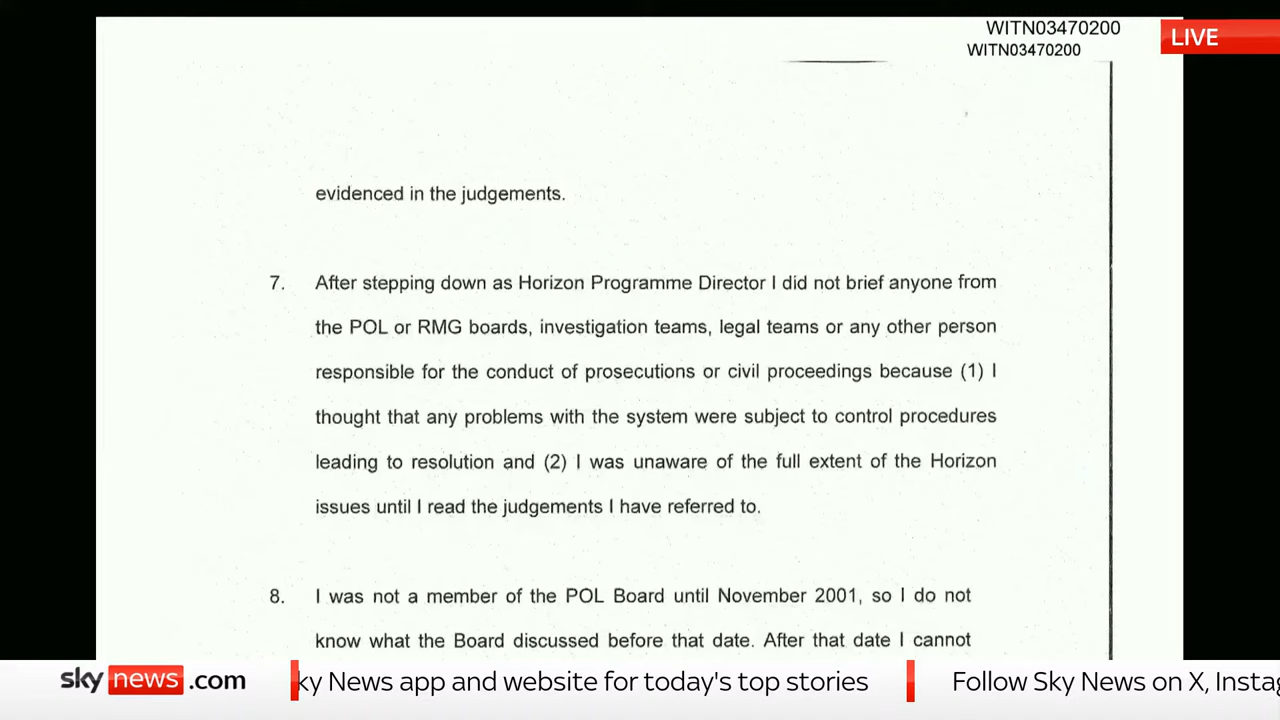 WITN03470200
WITN03470200
LIVE
evidenced in the judgements.
7. After stepping down as Horizon Programme Director I did not brief anyone from
the POL or RMG boards, investigation teams, legal teams or any other person
responsible for the conduct of prosecutions or civil proceedings because (1) I
thought that any problems with the system were subject to control procedures
leading to resolution and (2) I was unaware of the full extent of the Horizon
issues until I read the judgements I have referred to.
8. I was not a member of the POL Board until November 2001, so I do not
know what the Board discussed before that date. After that date I cannot
sky news .com
ky News app and website for today's top stories
Follow Sky News on X, Instag